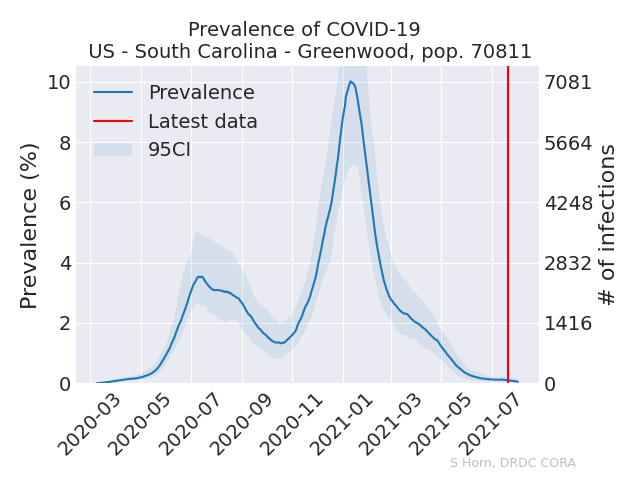 Prevalence of COVID-19
US - South Carolina - Greenwood, pop. 70811
Prevalence
Latest data
95CI
Prevalence (%)
10
8
6
4
2
0
7081
5664
4248
2832
1416
0
# of infections
2020-03
2020-05
2020-07
2020-09
2020-11
2021-01
2021-03
2021-05
2021-07
S Horn, DRDC CORA